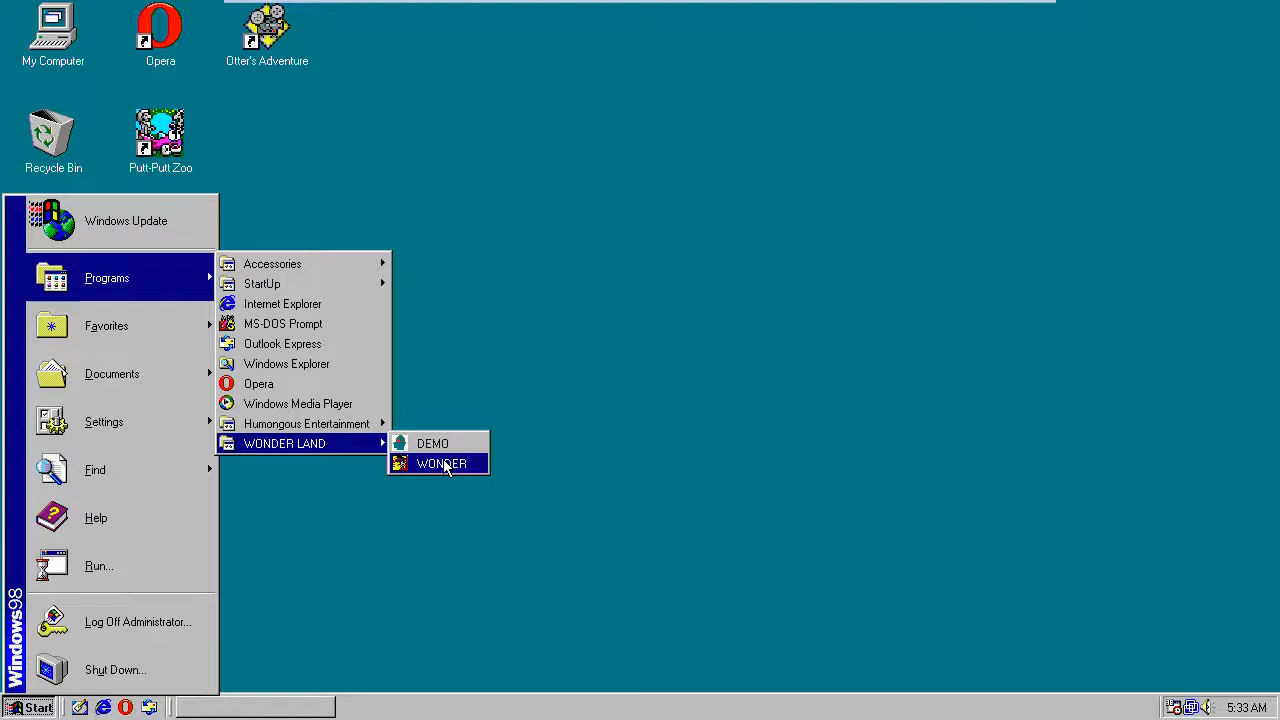 My Computer
Opera
Otter's Adventure
Recycle Bin
Putt-Putt Zoo
Windows Update
Programs
Favorites
Documents
Settings
Find
Help
Run...
Log Off Administrator...
Shut Down...
Windows98
Accessories
StartUp
Internet Explorer
MS-DOS Prompt
Outlook Express
Windows Explorer
Opera
Windows Media Player
Humongous Entertainment
WONDER LAND
DEMO
WONDER
Start
5:33 AM